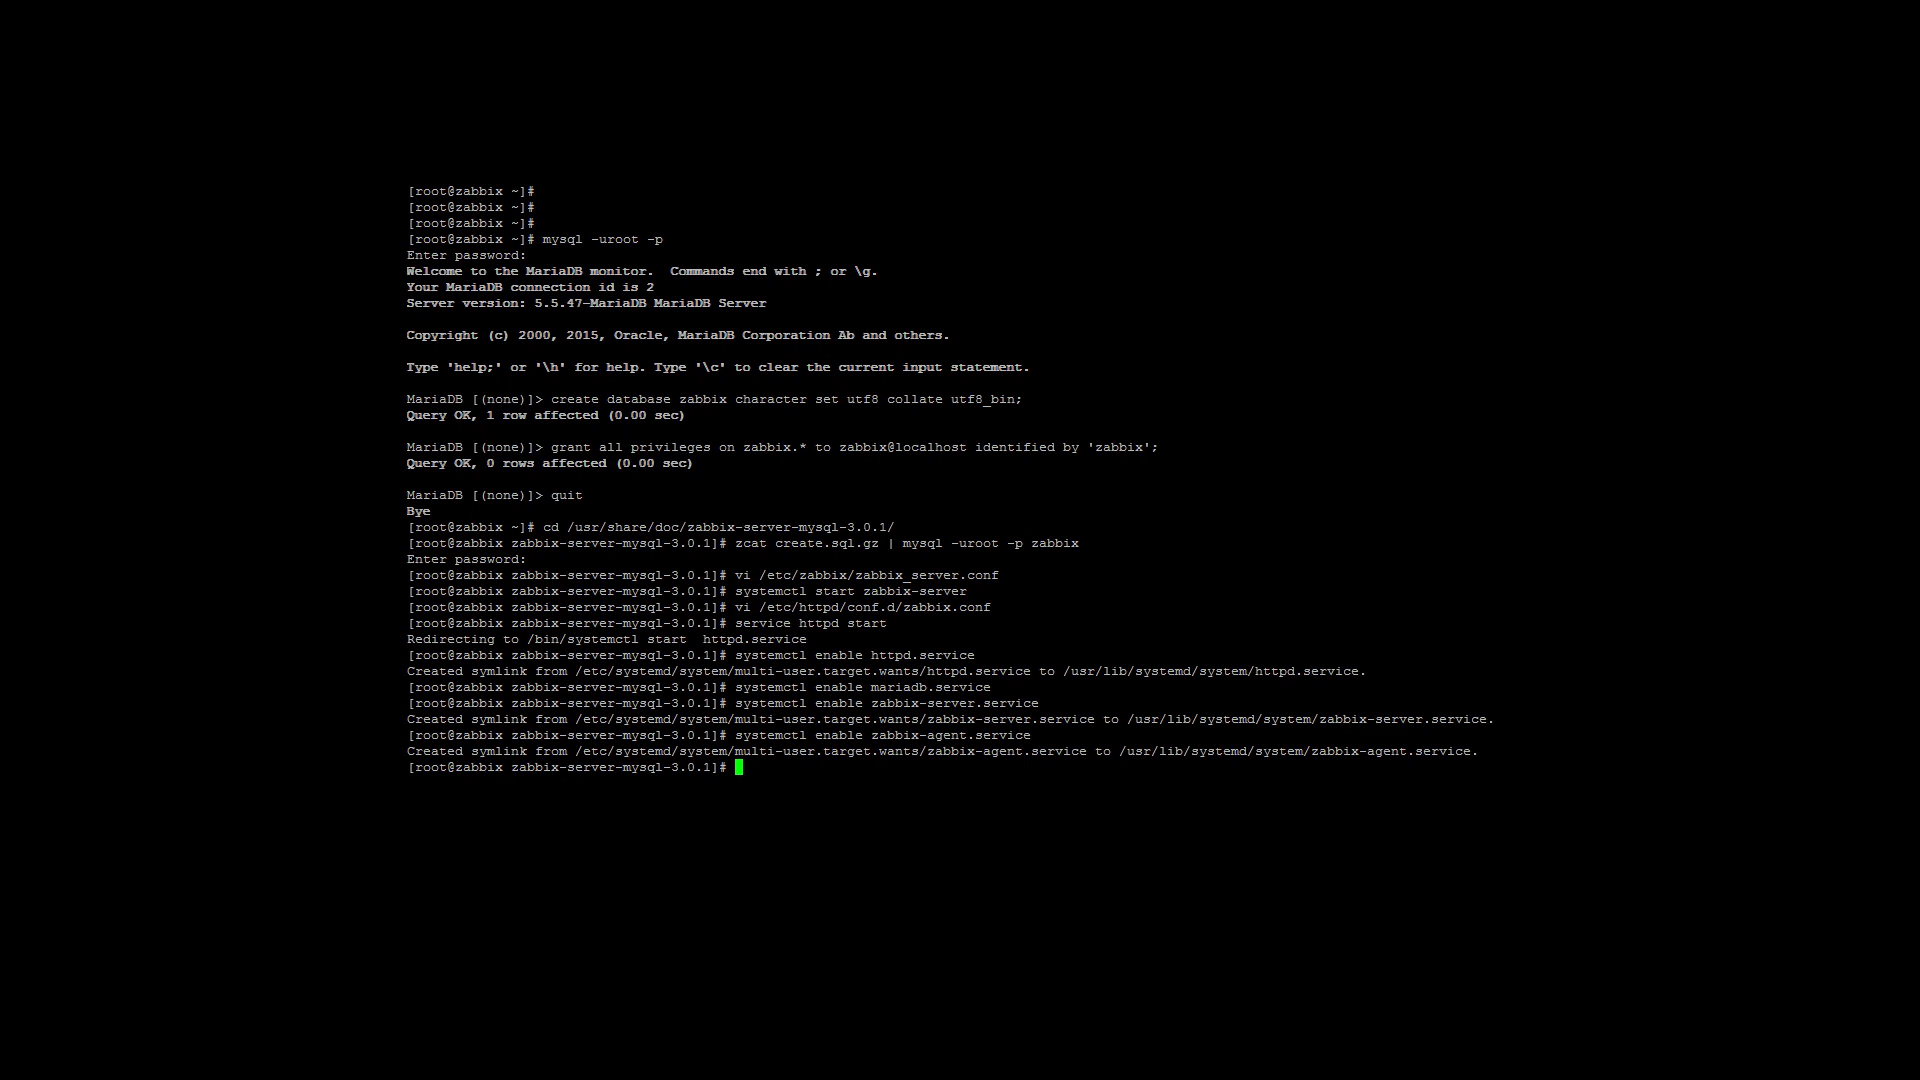 [root@zabbix ~]#
[root@zabbix ~]#
[root@zabbix ~]#
[root@zabbix ~]# mysql -uroot -p
Enter password:
Welcome to the MariaDB monitor.  Commands end with ; or \g.
Your MariaDB connection id is 2
Server version: 5.5.47-MariaDB MariaDB Server
Copyright (c) 2000, 2015, Oracle, MariaDB Corporation Ab and others.
Type 'help;' or '\h' for help. Type '\c' to clear the current input statement.
MariaDB [(none)]> create database zabbix character set utf8 collate utf8_bin;
Query OK, 1 row affected (0.00 sec)
MariaDB [(none)]> grant all privileges on zabbix.* to zabbix@localhost identified by 'zabbix';
Query OK, 0 rows affected (0.00 sec)
MariaDB [(none)]> quit
Bye
[root@zabbix ~]# cd /usr/share/doc/zabbix-server-mysql-3.0.1/
[root@zabbix zabbix-server-mysql-3.0.1]# zcat create.sql.gz | mysql -uroot -p zabbix
Enter password:
[root@zabbix zabbix-server-mysql-3.0.1]# vi /etc/zabbix/zabbix_server.conf
[root@zabbix zabbix-server-mysql-3.0.1]# systemctl start zabbix-server
[root@zabbix zabbix-server-mysql-3.0.1]# vi /etc/httpd/conf.d/zabbix.conf
[root@zabbix zabbix-server-mysql-3.0.1]# service httpd start
Redirecting to /bin/systemctl start  httpd.service
[root@zabbix zabbix-server-mysql-3.0.1]# systemctl enable httpd.service
Created symlink from /etc/systemd/system/multi-user.target.wants/httpd.service to /usr/lib/systemd/system/httpd.service.
[root@zabbix zabbix-server-mysql-3.0.1]# systemctl enable mariadb.service
[root@zabbix zabbix-server-mysql-3.0.1]# systemctl enable zabbix-server.service
Created symlink from /etc/systemd/system/multi-user.target.wants/zabbix-server.service to /usr/lib/systemd/system/zabbix-server.service.
[root@zabbix zabbix-server-mysql-3.0.1]# systemctl enable zabbix-agent.service
Created symlink from /etc/systemd/system/multi-user.target.wants/zabbix-agent.service to /usr/lib/systemd/system/zabbix-agent.service.
[root@zabbix zabbix-server-mysql-3.0.1]#